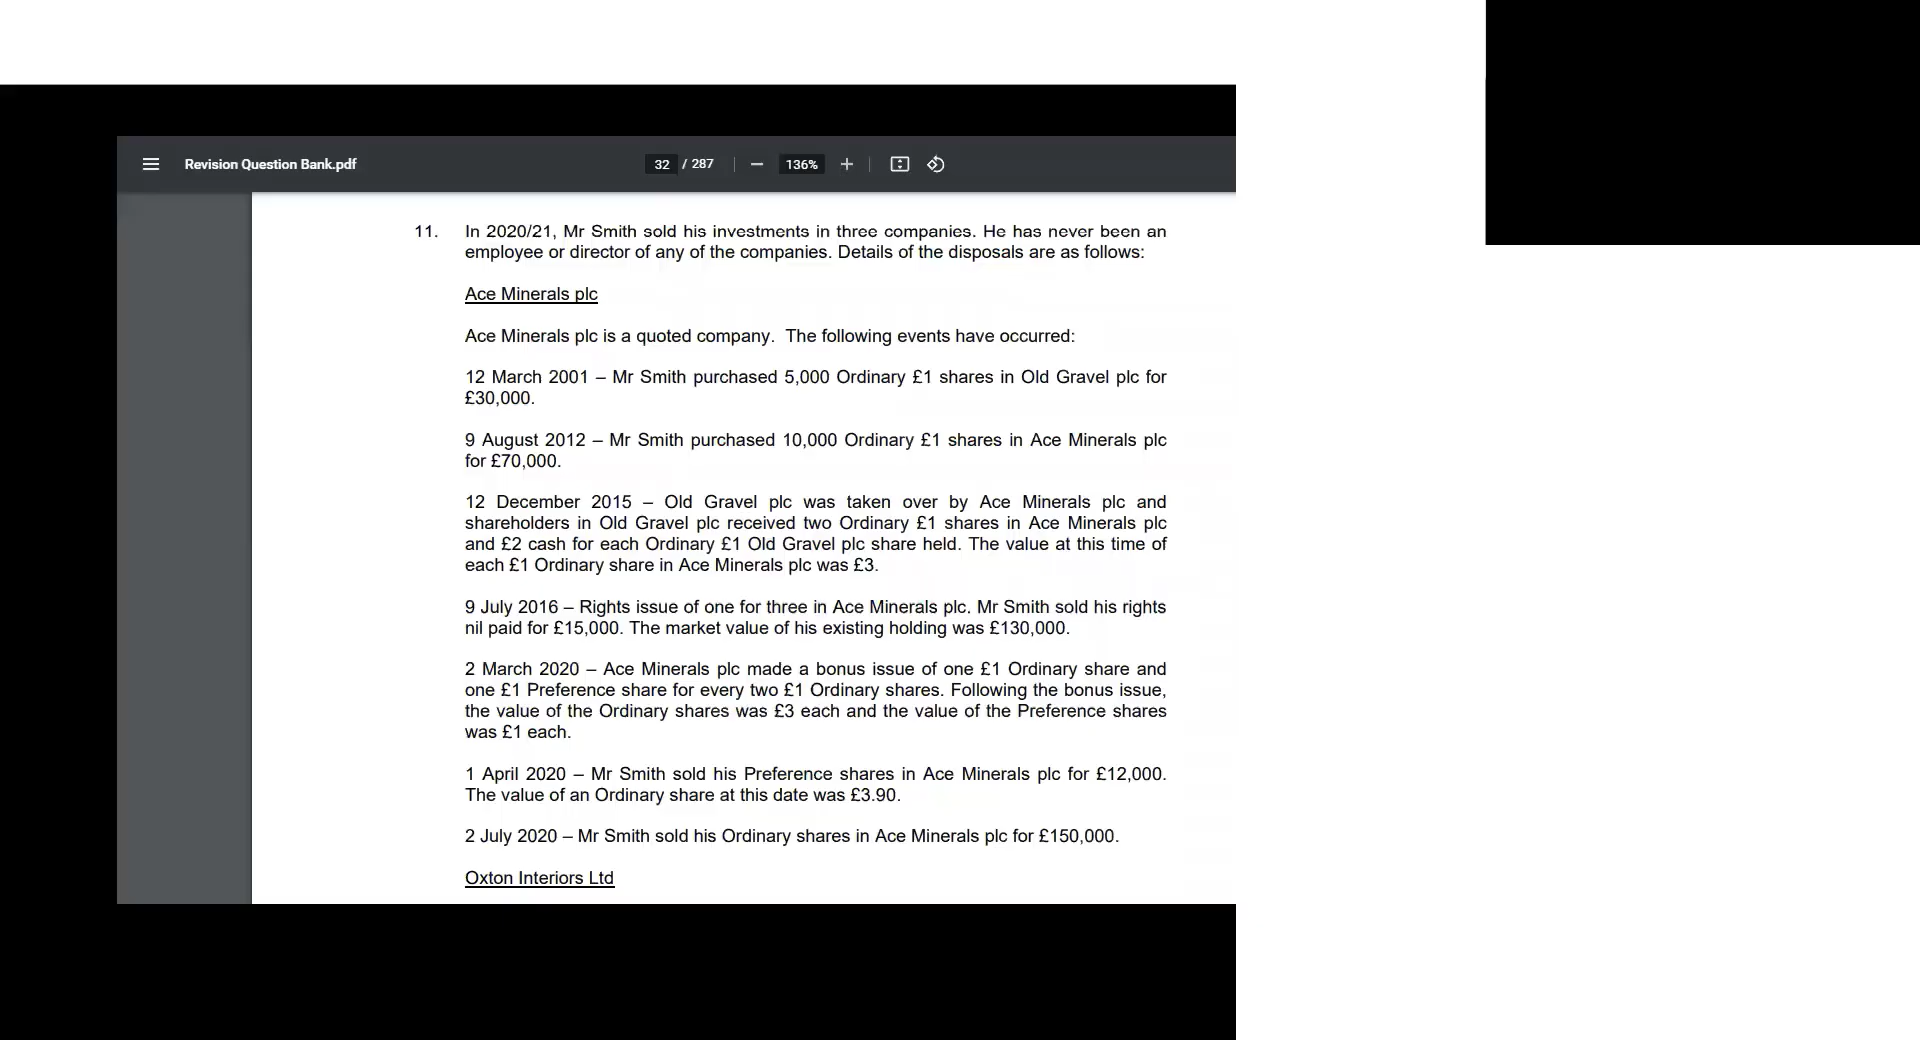 Revision Question Bank.pdf
32 / 287
136%
11. In 2020/21, Mr Smith sold his investments in three companies. He has never been an
employee or director of any of the companies. Details of the disposals are as follows:
Ace Minerals plc
Ace Minerals plc is a quoted company. The following events have occurred:
12 March 2001 – Mr Smith purchased 5,000 Ordinary £1 shares in Old Gravel plc for
£30,000.
9 August 2012 – Mr Smith purchased 10,000 Ordinary £1 shares in Ace Minerals plc
for £70,000.
12 December 2015 – Old Gravel plc was taken over by Ace Minerals plc and
shareholders in Old Gravel plc received two Ordinary £1 shares in Ace Minerals plc
and £2 cash for each Ordinary £1 Old Gravel plc share held. The value at this time of
each £1 Ordinary share in Ace Minerals plc was £3.
9 July 2016 – Rights issue of one for three in Ace Minerals plc. Mr Smith sold his rights
nil paid for £15,000. The market value of his existing holding was £130,000.
2 March 2020 – Ace Minerals plc made a bonus issue of one £1 Ordinary share and
one £1 Preference share for every two £1 Ordinary shares. Following the bonus issue,
the value of the Ordinary shares was £3 each and the value of the Preference shares
was £1 each.
1 April 2020 – Mr Smith sold his Preference shares in Ace Minerals plc for £12,000.
The value of an Ordinary share at this date was £3.90.
2 July 2020 – Mr Smith sold his Ordinary shares in Ace Minerals plc for £150,000.
Oxton Interiors Ltd